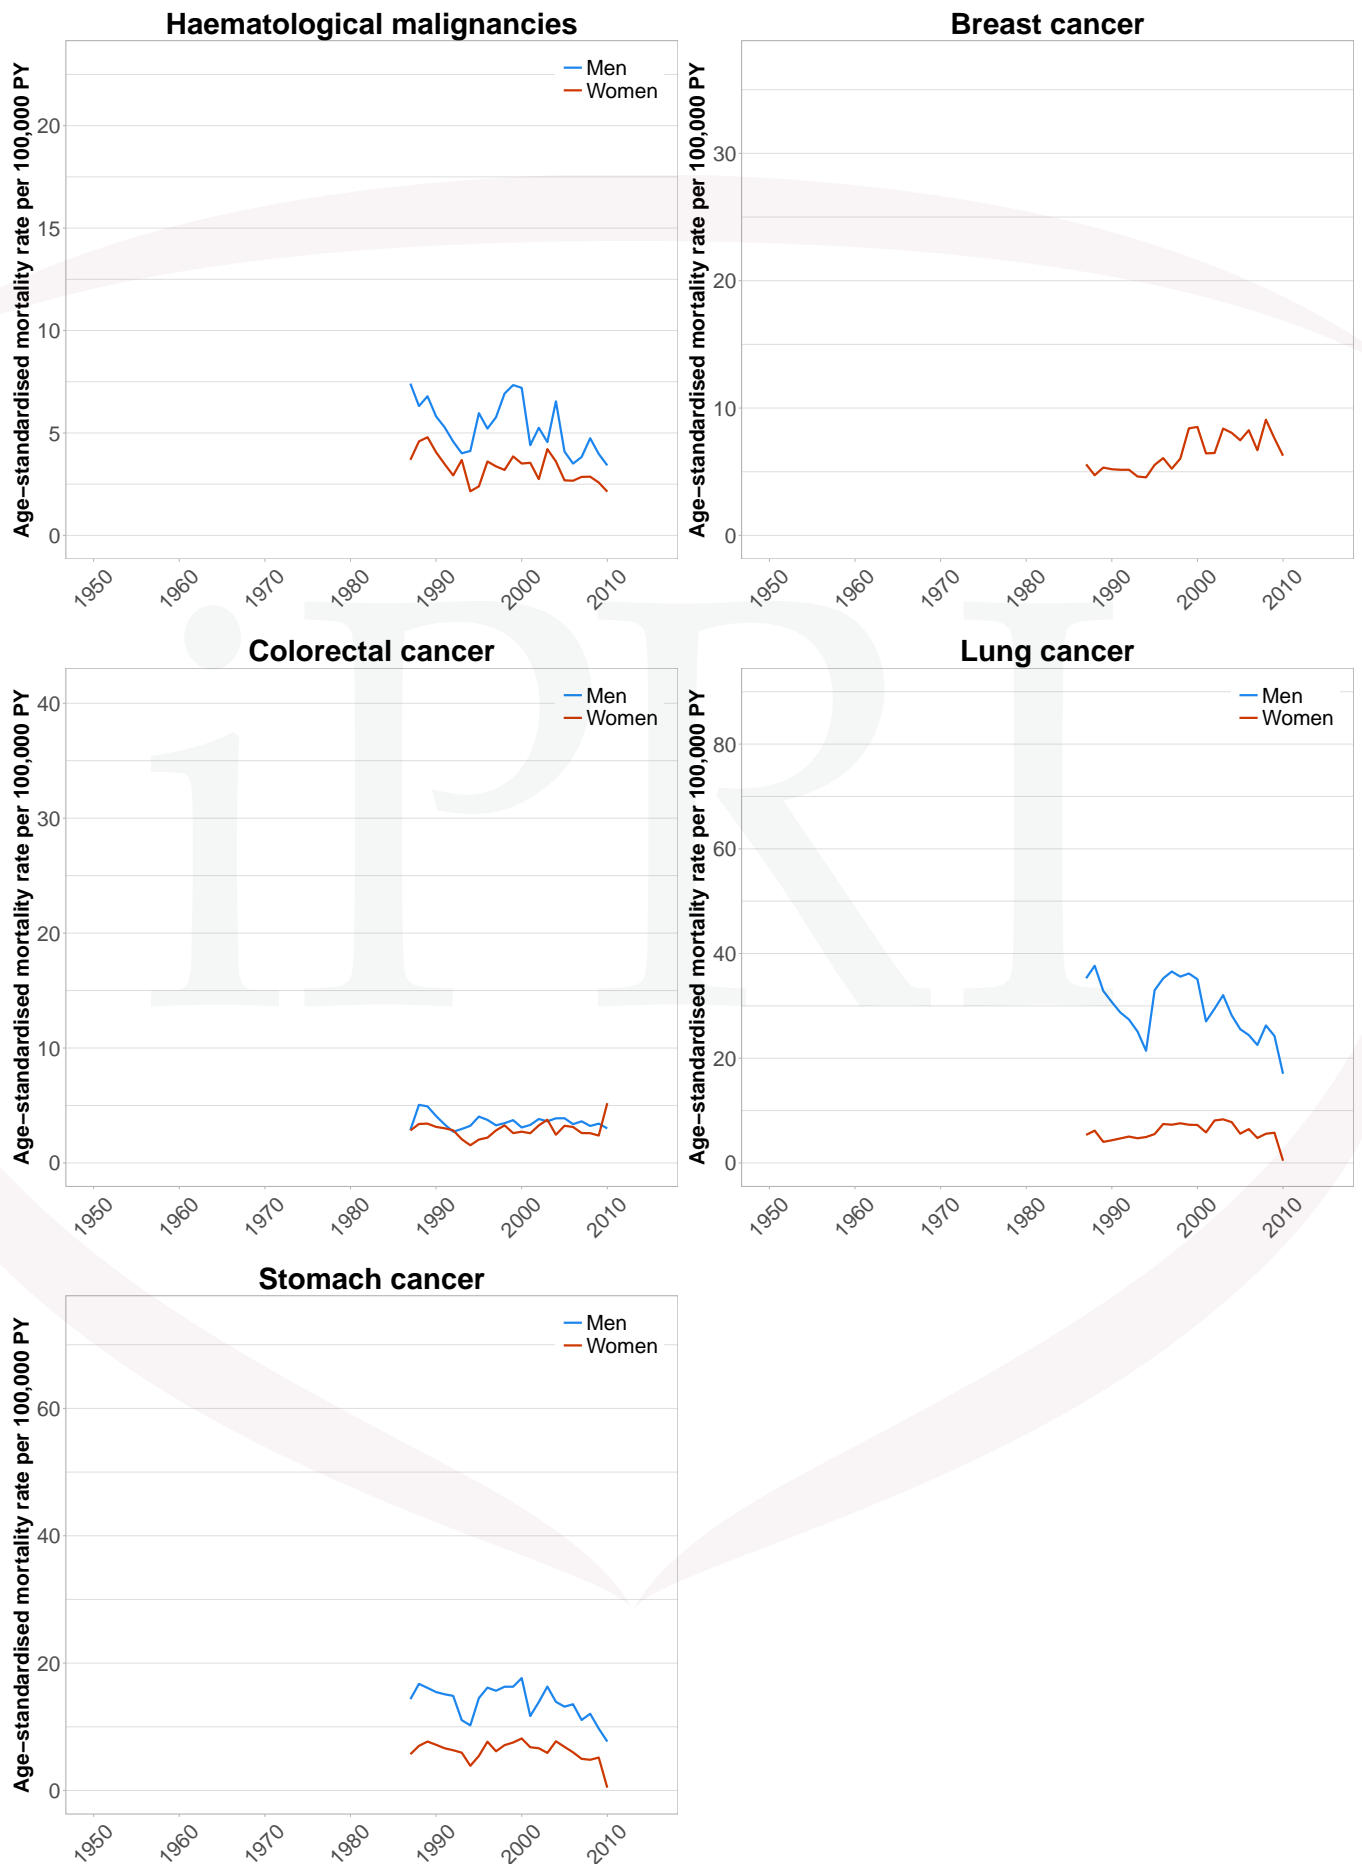 Haematological malignancies
Age−standardised mortality rate per 100,000 PY
20
15
10
5
0
Men
Women
1950 1960 1970 1980 1990 2000 2010
Breast cancer
Age−standardised mortality rate per 100,000 PY
30
20
10
0
1950 1960 1970 1980 1990 2000 2010
Colorectal cancer
Age−standardised mortality rate per 100,000 PY
40
30
20
10
0
Men
Women
1950 1960 1970 1980 1990 2000 2010
Lung cancer
Age−standardised mortality rate per 100,000 PY
80
60
40
20
0
Men
Women
1950 1960 1970 1980 1990 2000 2010
Stomach cancer
Age−standardised mortality rate per 100,000 PY
60
40
20
0
Men
Women
1950 1960 1970 1980 1990 2000 2010
iPRI